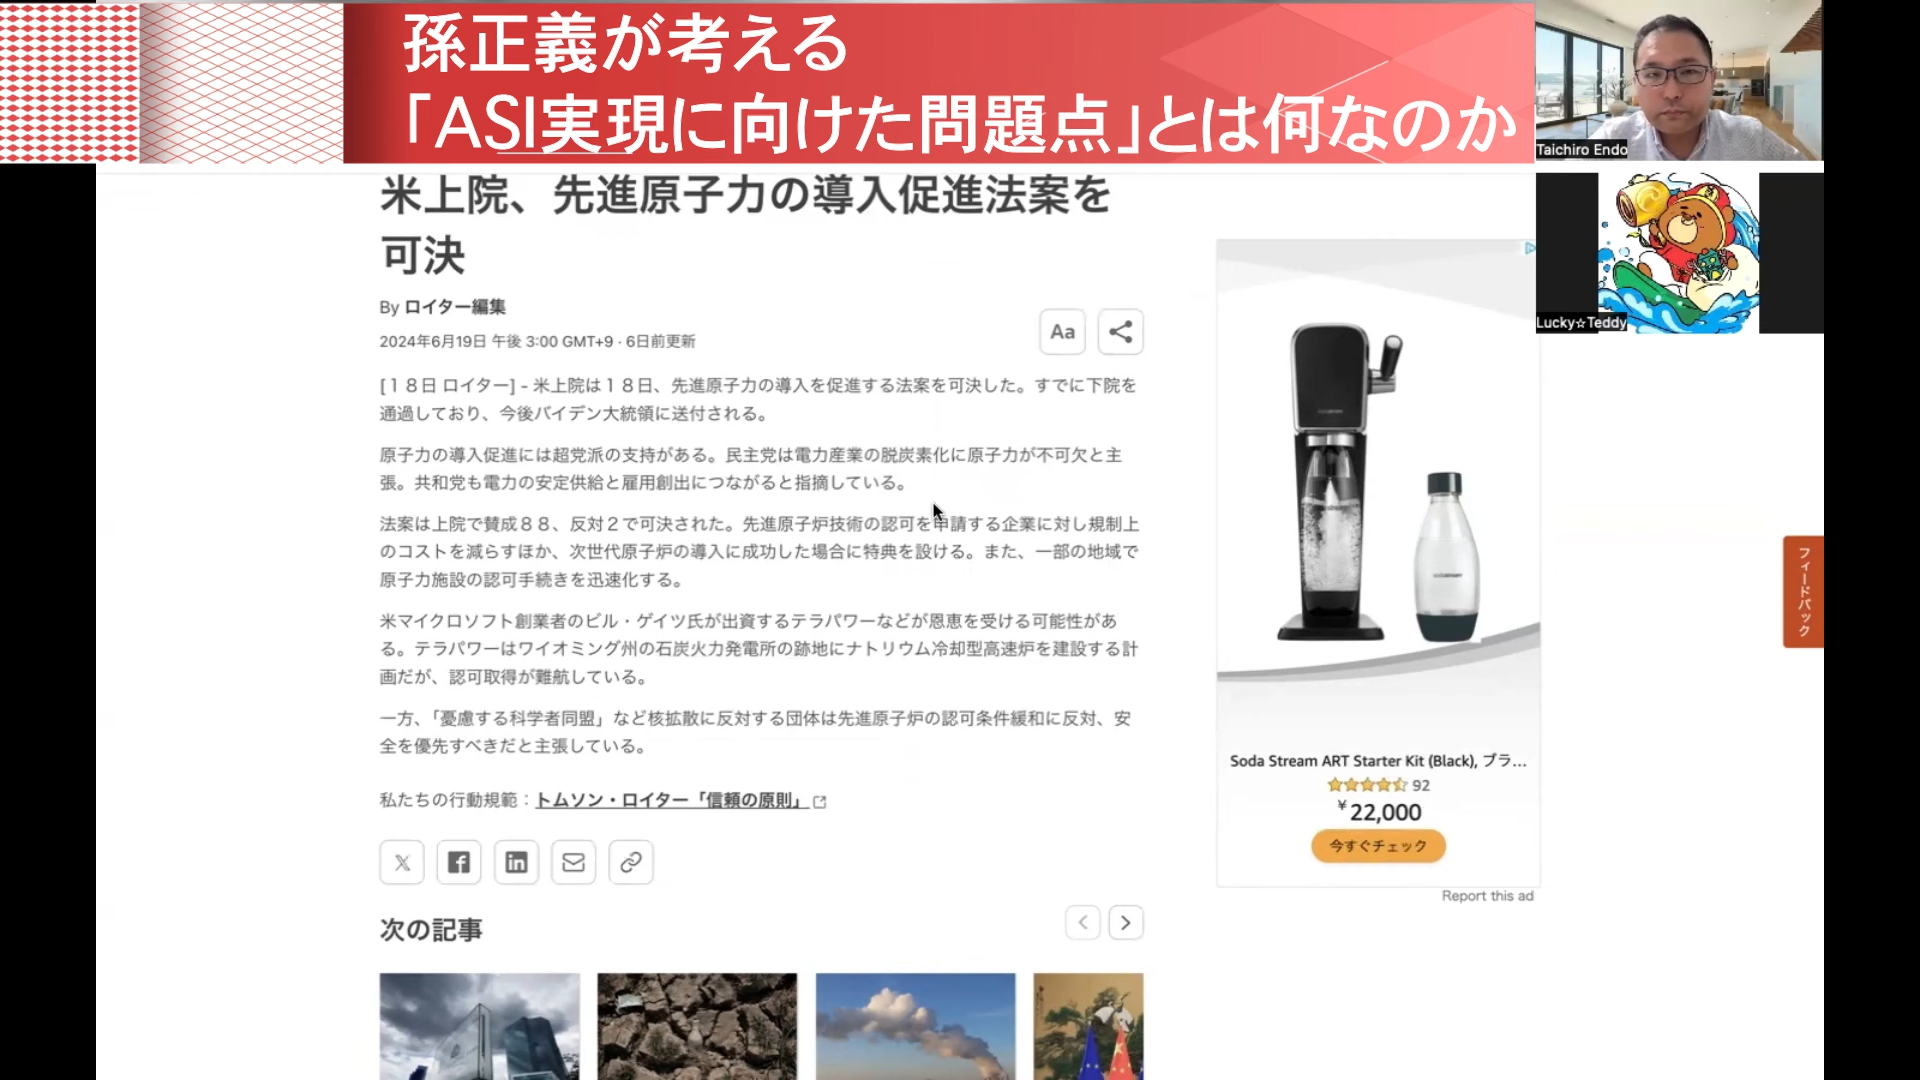 孫正義が考える
「ASI実現に向けた問題点」とは何なのか
Taichiro Endo
Lucky☆Teddy
米上院、先進原子力の導入促進法案を
可決
By ロイター編集
2024年6月19日 午後 3:00 GMT+9 · 6日前更新
Aa
[１８日 ロイター] - 米上院は１８日、先進原子力の導入を促進する法案を可決した。すでに下院を
通過しており、今後バイデン大統領に送付される。
原子力の導入促進には超党派の支持がある。民主党は電力産業の脱炭素化に原子力が不可欠と主
張。共和党も電力の安定供給と雇用創出につながると指摘している。
法案は上院で賛成８８、反対２で可決された。先進原子炉技術の認可を申請する企業に対し規制上
のコストを減らすほか、次世代原子炉の導入に成功した場合に特典を設ける。また、一部の地域で
原子力施設の認可手続きを迅速化する。
米マイクロソフト創業者のビル・ゲイツ氏が出資するテラパワーなどが恩恵を受ける可能性があ
る。テラパワーはワイオミング州の石炭火力発電所の跡地にナトリウム冷却型高速炉を建設する計
画だが、認可取得が難航している。
一方、「憂慮する科学者同盟」など核拡散に反対する団体は先進原子炉の認可条件緩和に反対、安
全を優先すべきだと主張している。
私たちの行動規範：トムソン・ロイター「信頼の原則」
次の記事
Soda Stream ART Starter Kit (Black), ブラ...
92
￥22,000
今すぐチェック
Report this ad
フィードバック